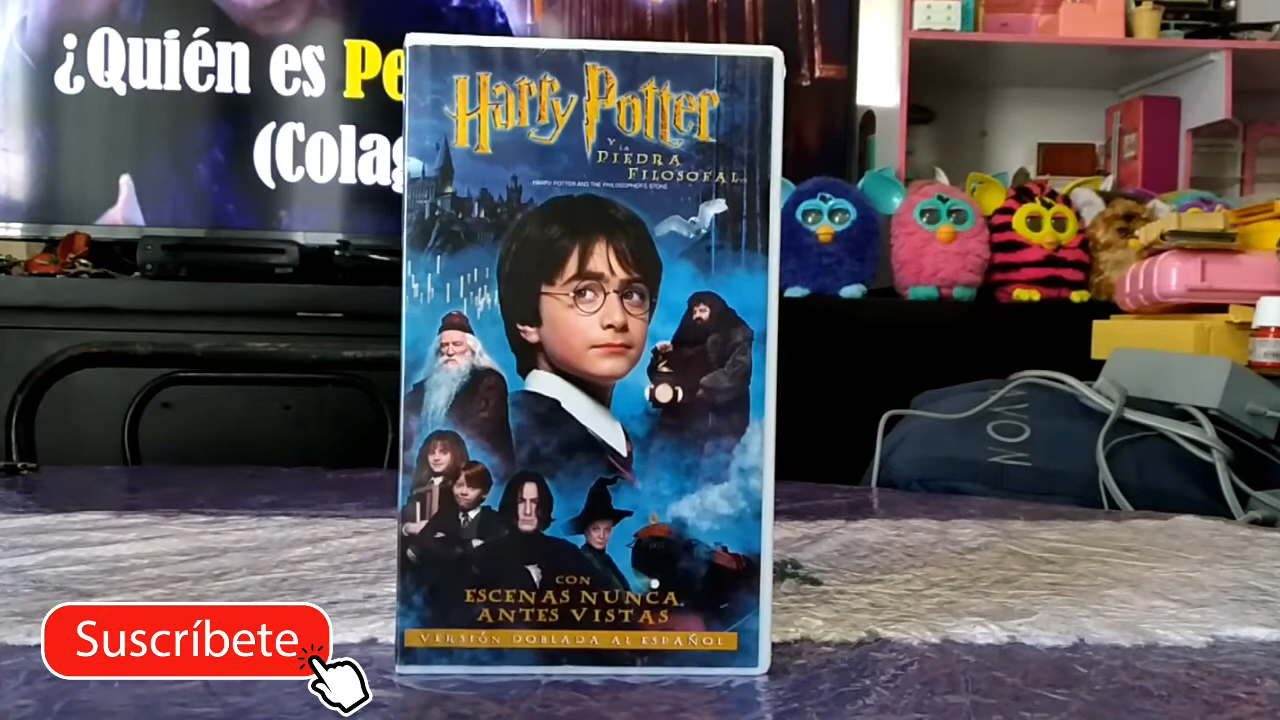 ¿Quién es Pe
(Colag
Harry Potter
Y LA
PIEDRA
FILOSOFAL
HARRY POTTER AND THE PHILOSOPHER'S STONE
CON
ESCENAS NUNCA
ANTES VISTAS
VERSIÓN DOBLADA AL ESPAÑOL
AVON
Suscríbete